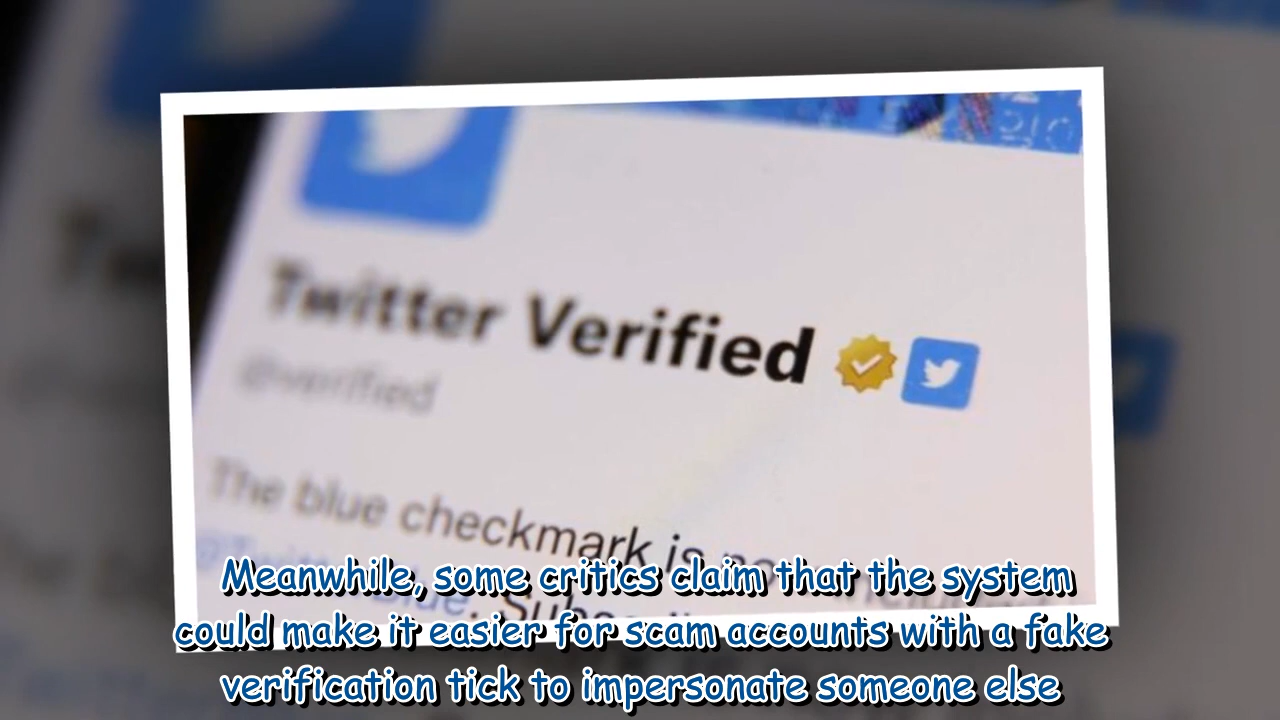 Twitter Verified
@verified
The blue checkmark is
Meanwhile, some critics claim that the system
could make it easier for scam accounts with a fake
verification tick to impersonate someone else